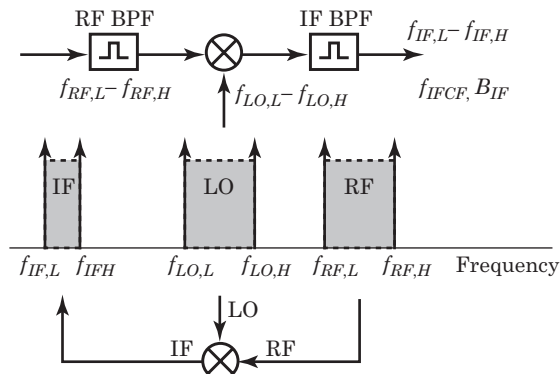 RF BPF
IF BPF
f_{IF,L} – f_{IF,H}
f_{RF,L} – f_{RF,H}
f_{LO,L} – f_{LO,H}
f_{IFCF}, B_{IF}
IF
LO
RF
f_{IF,L}
f_{IFH}
f_{LO,L}
f_{LO,H}
f_{RF,L}
f_{RF,H}
Frequency
LO
IF
RF